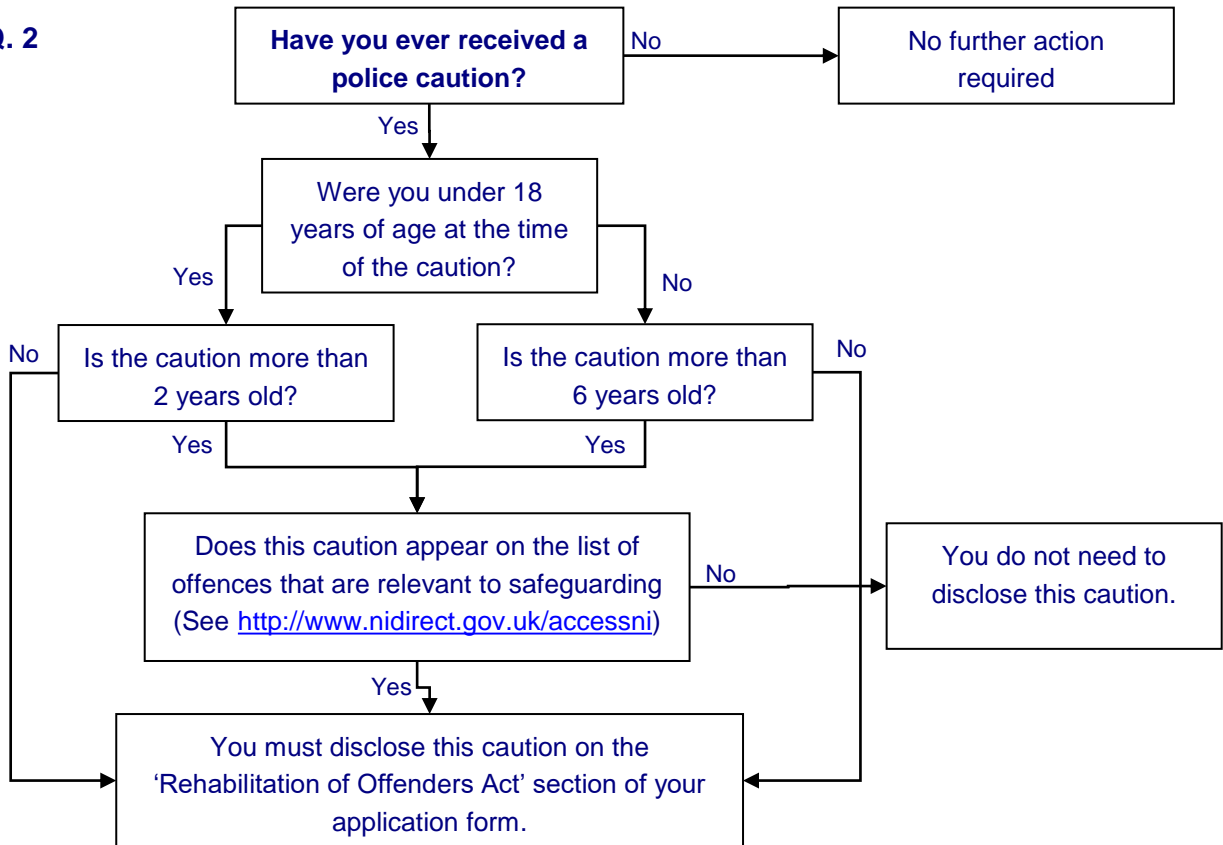 Q. 2
Have you ever received a
police caution?
No
No further action
required
Yes
Were you under 18
years of age at the time
of the caution?
Yes
No
No
Is the caution more than
2 years old?
Is the caution more than
6 years old?
No
Yes
Yes
Does this caution appear on the list of
offences that are relevant to safeguarding
(See http://www.nidirect.gov.uk/accessni)
No
You do not need to
disclose this caution.
Yes
You must disclose this caution on the
‘Rehabilitation of Offenders Act’ section of your
application form.